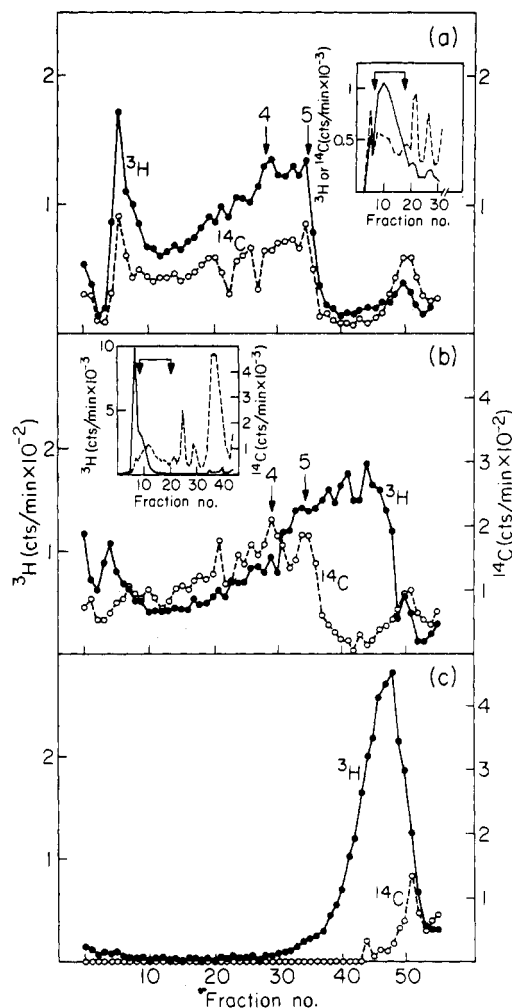 (a)
2
1
4
5
³H
¹⁴C
2
1
³H or ¹⁴C(cts/min×10⁻³)
1
0.5
10 20 30
Fraction no.
(b)
³H(cts/min×10⁻²)
2
1
4
5
³H
¹⁴C
4
3
2
1
¹⁴C(cts/min×10⁻²)
³H(cts/min×10⁻³)
10
5
¹⁴C(cts/min×10⁻³)
4
3
2
1
10 20 30 40
Fraction no.
(c)
2
1
³H
¹⁴C
4
3
2
1
10 20 30 40 50
Fraction no.